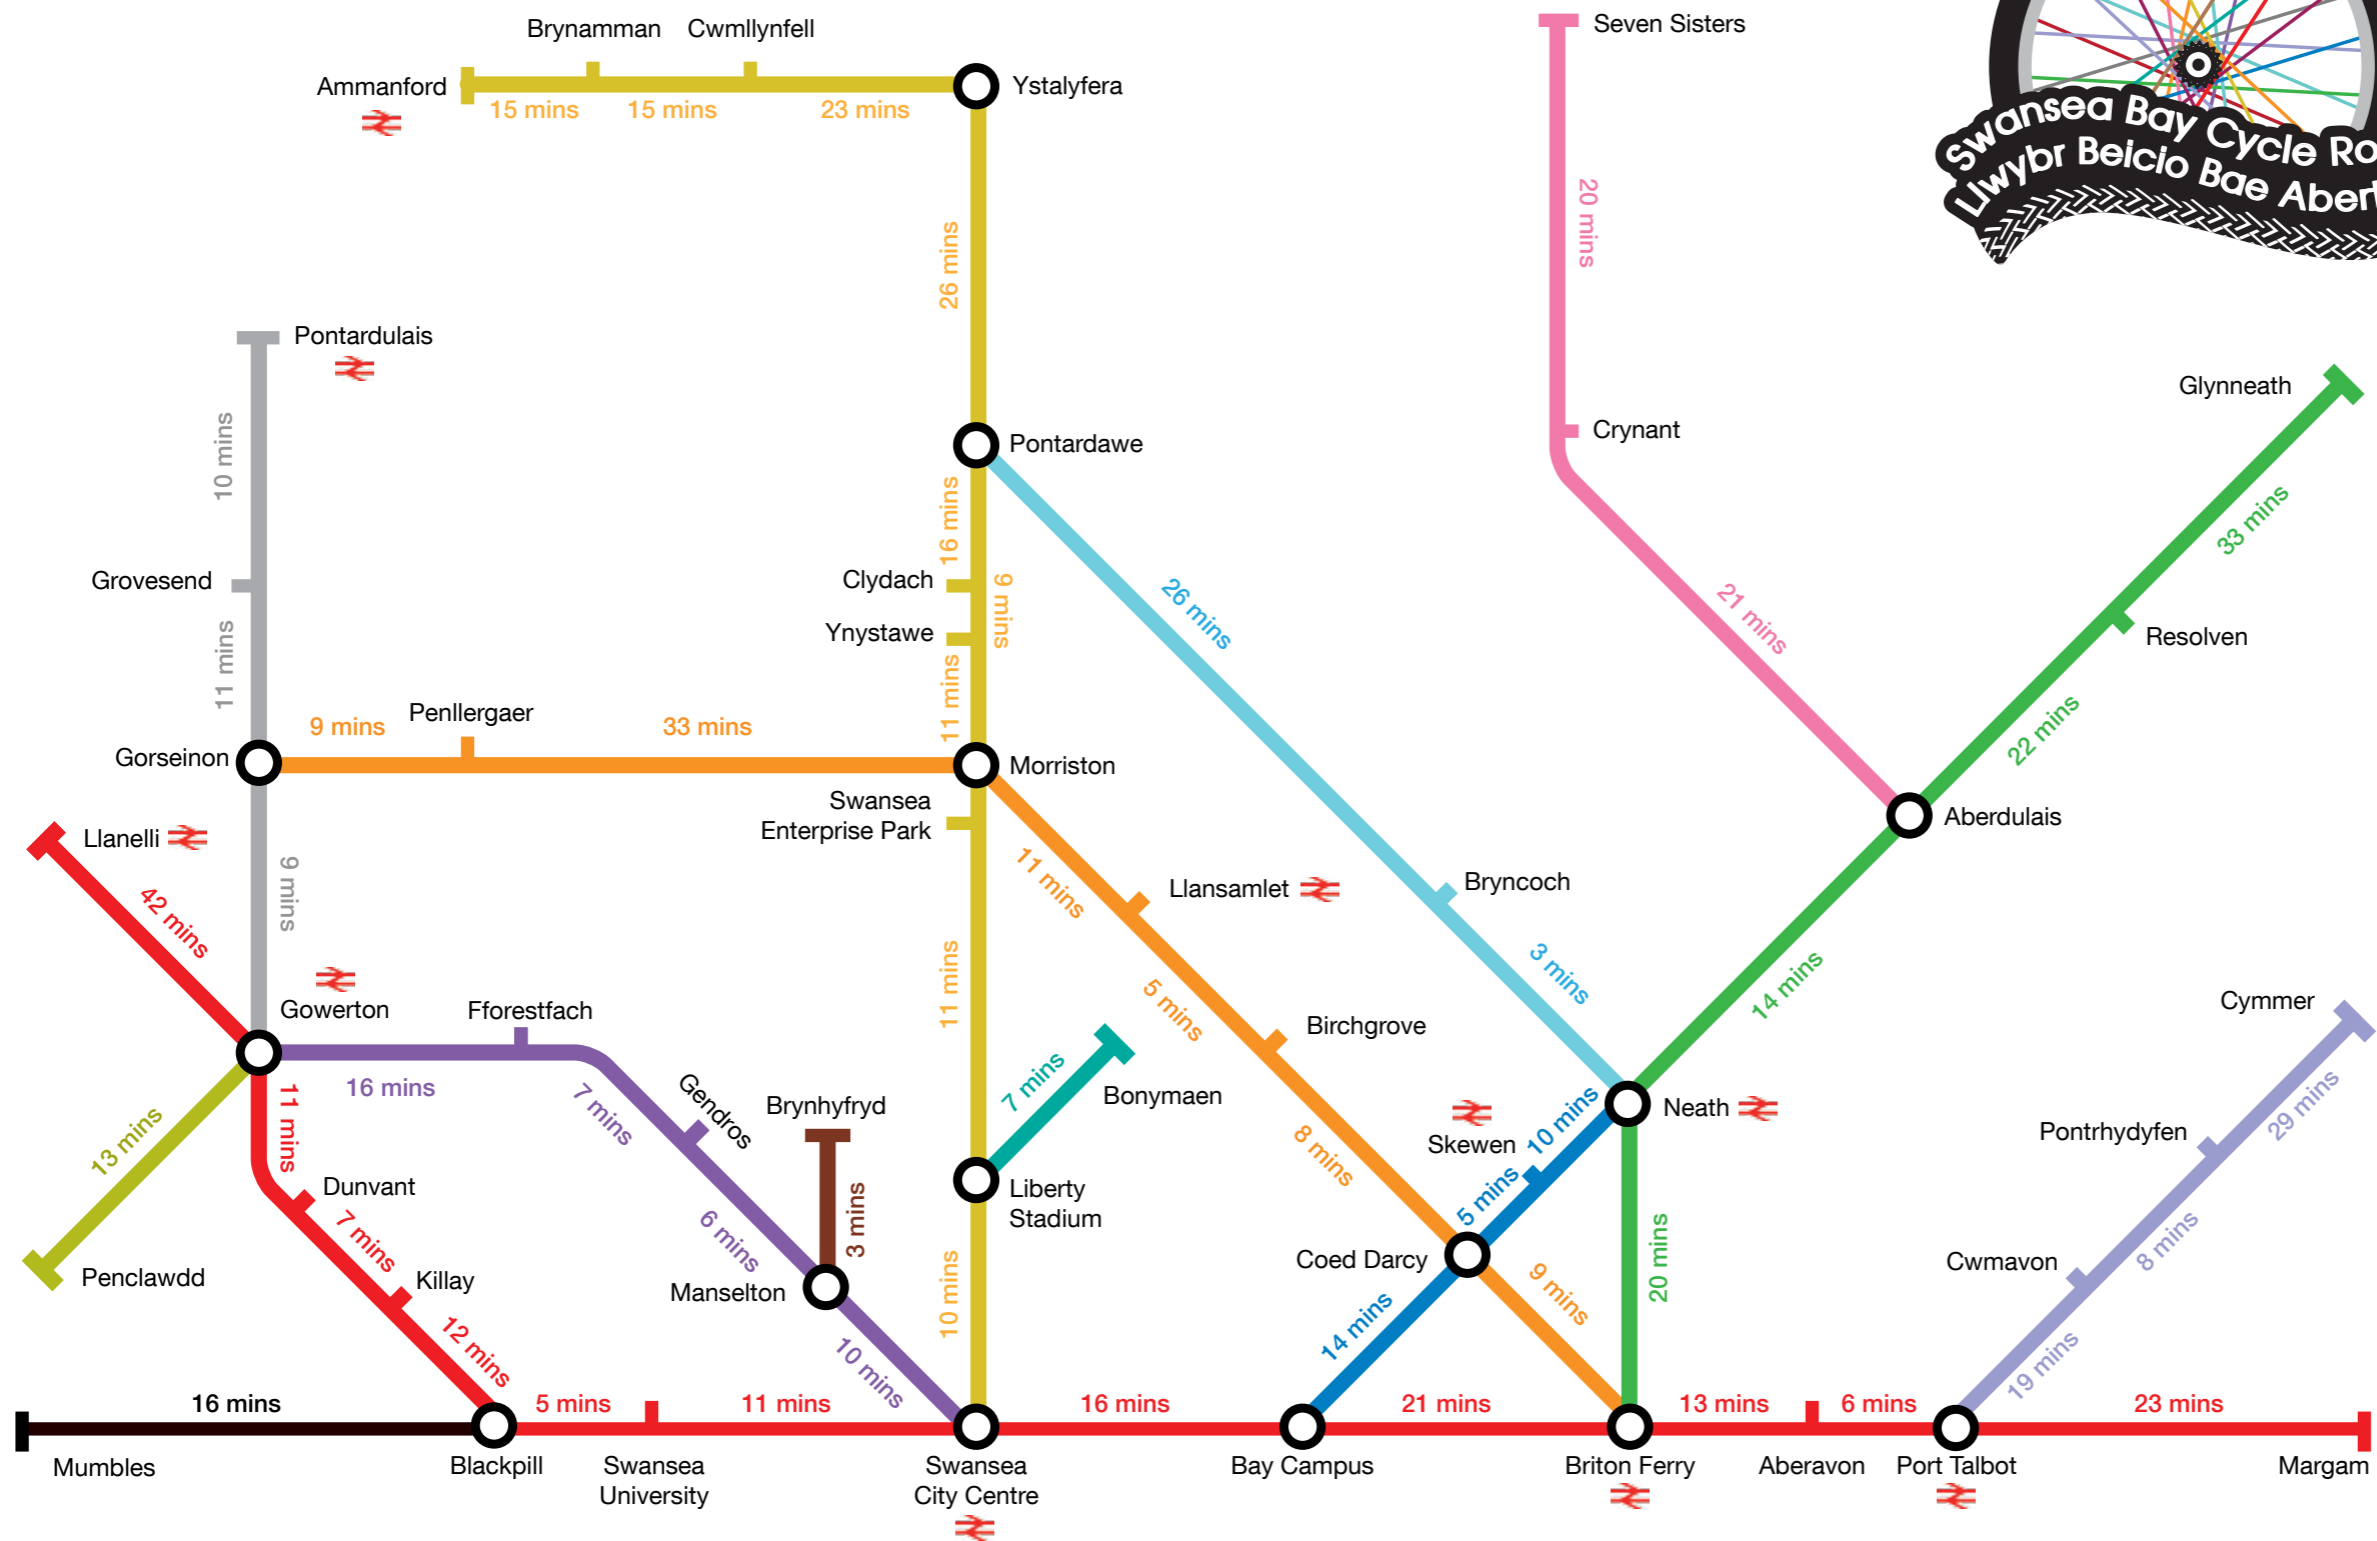 Brynamman
Cwmllynfell
Seven Sisters
Ammanford
Ystalyfera
15 mins
15 mins
23 mins
Swansea Bay Cycle
Llwybr Beicio Bae
20 mins
26 mins
Pontardulais
Glynneath
10 mins
Pontardawe
Crynant
16 mins
33 mins
Grovesend
Clydach
9 mins
26 mins
Ynystawe
21 mins
Resolven
11 mins
11 mins
22 mins
9 mins
Penllergaer
33 mins
Gorseinon
Morriston
Swansea
Enterprise Park
Aberdulais
Llanelli
9 mins
42 mins
11 mins
Llansamlet
Bryncoch
11 mins
3 mins
14 mins
5 mins
Gowerton
Fforestfach
Birchgrove
Cymmer
16 mins
7 mins
Gendros
Brynhyfryd
7 mins
Bonymaen
Skewen
10 mins
Neath
29 mins
Pontrhydyfen
13 mins
11 mins
Dunvant
8 mins
5 mins
Liberty
Stadium
7 mins
6 mins
3 mins
20 mins
8 mins
Penclawdd
Killay
Manselton
10 mins
Coed Darcy
9 mins
Cwmavon
12 mins
10 mins
14 mins
19 mins
16 mins
5 mins
11 mins
16 mins
21 mins
13 mins
6 mins
23 mins
Mumbles
Blackpill
Swansea
University
Swansea
City Centre
Bay Campus
Briton Ferry
Aberavon
Port Talbot
Margam